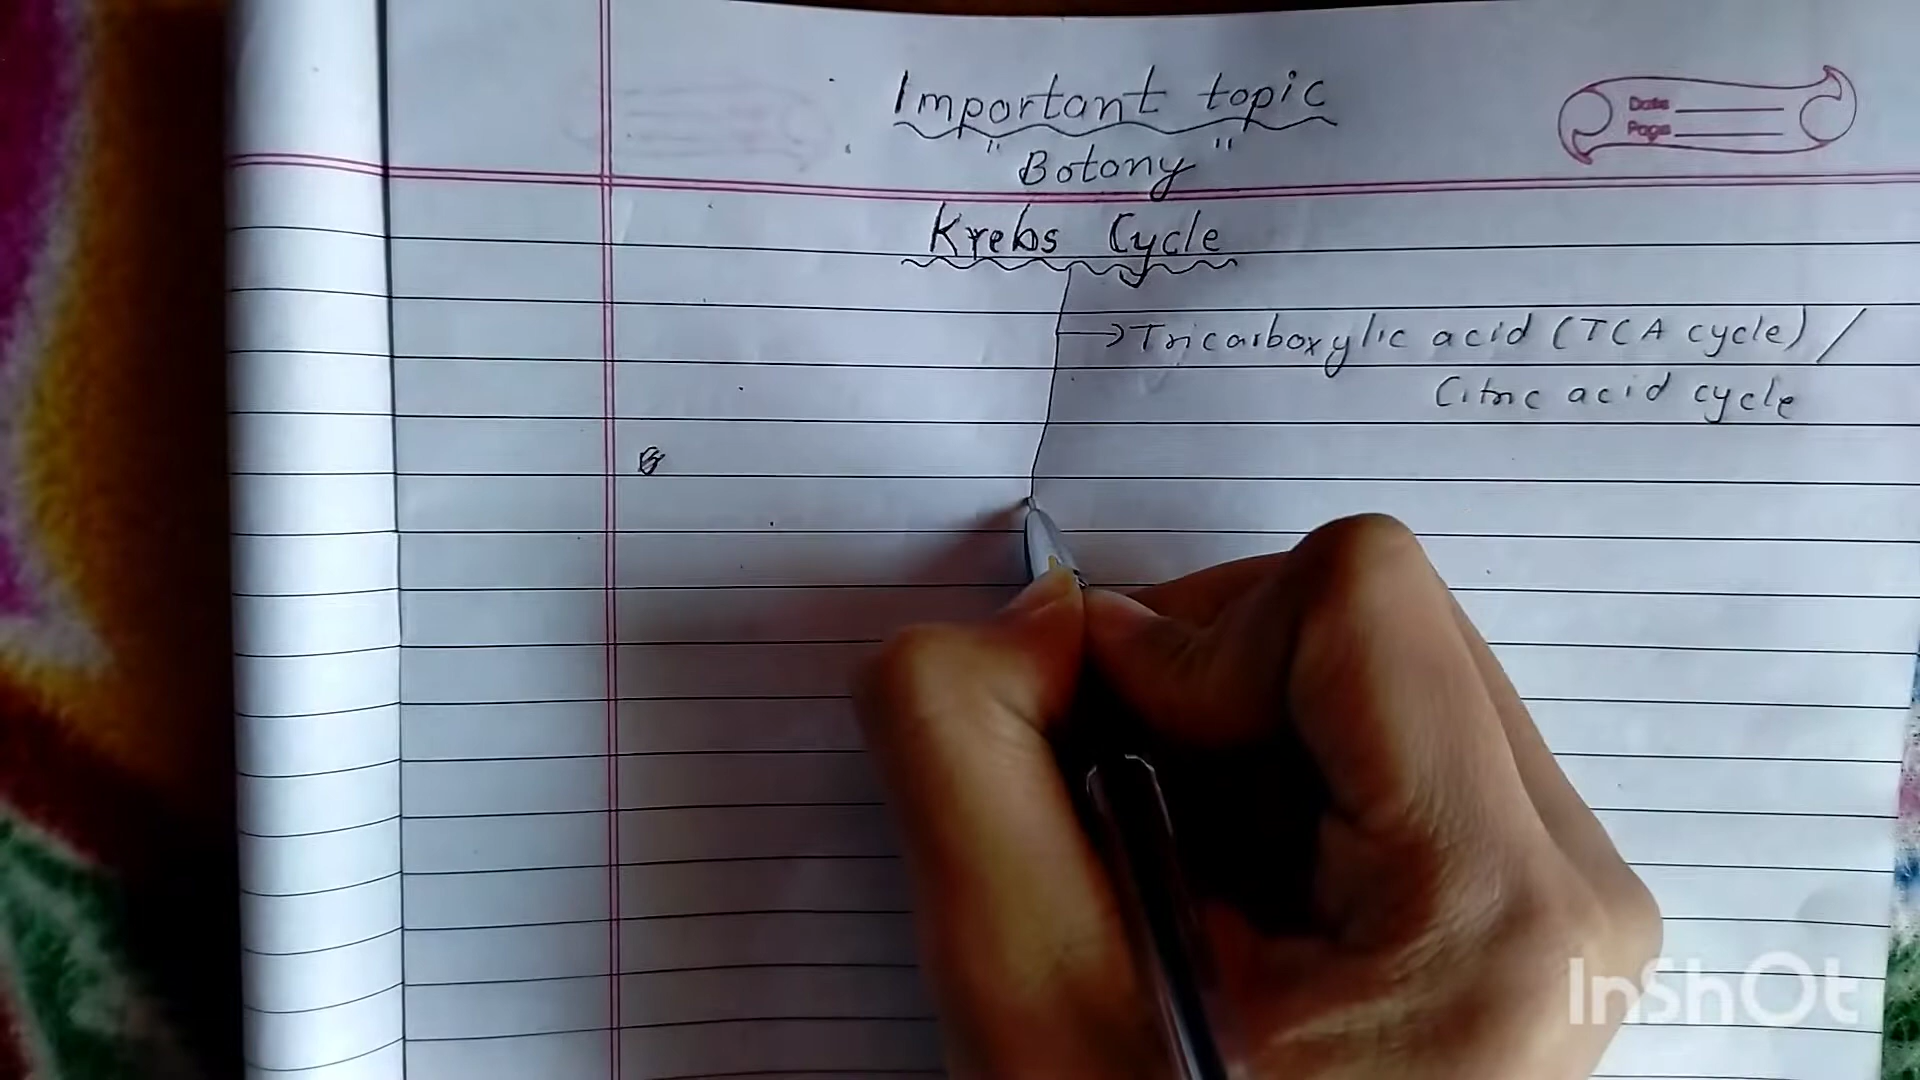 Important topic
"Botany"
Date
Page
Krebs Cycle
→Tricarboxylic acid (TCA cycle) /
Citric acid cycle
InShOt